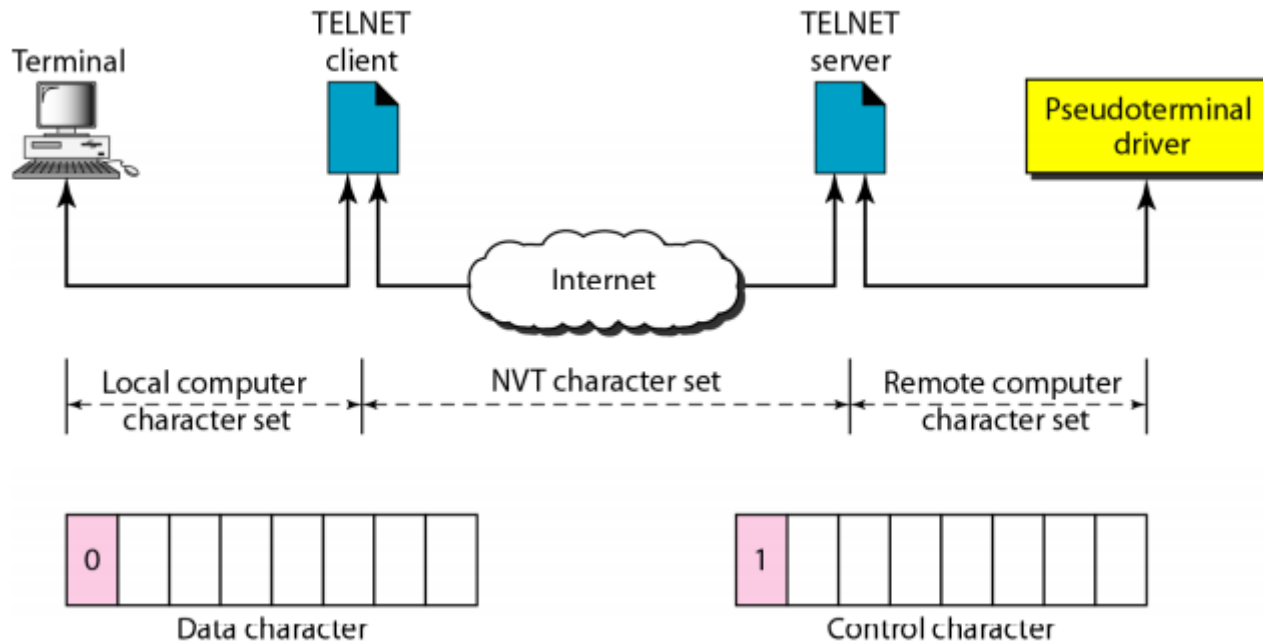 Terminal
TELNET
client
TELNET
server
Pseudoterminal
driver
Internet
Local computer
character set
NVT character set
Remote computer
character set
0
1
Data character
Control character